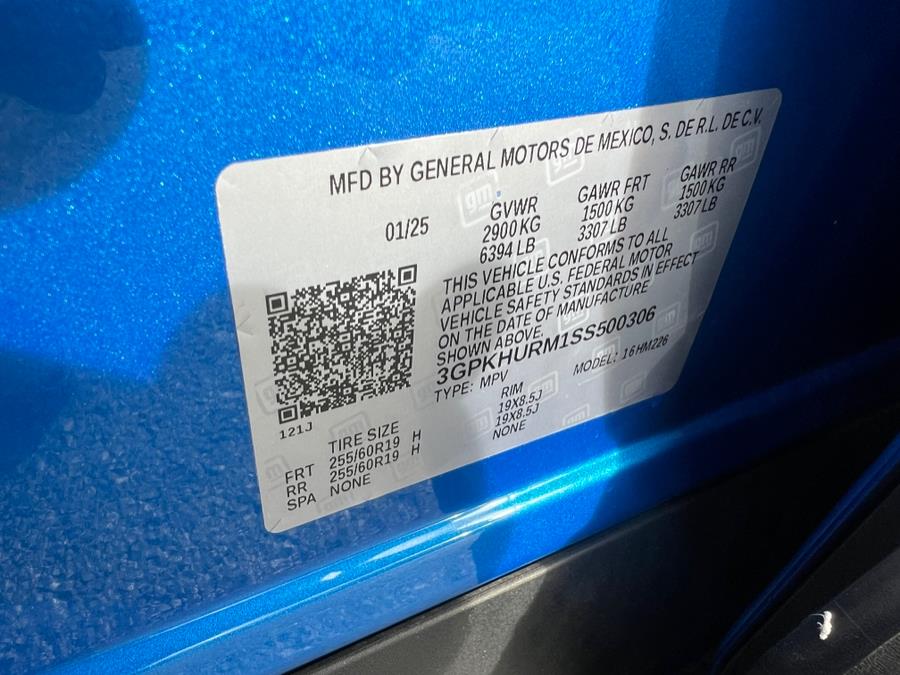 MFD BY GENERAL MOTORS DE MEXICO, S. DE R.L. DE C.V.
01/25
GVWR GAWR FRT GAWR RR
2900 KG 1500 KG 1500 KG
6394 LB 3307 LB 3307 LB
THIS VEHICLE CONFORMS TO ALL
APPLICABLE U.S. FEDERAL MOTOR
VEHICLE SAFETY STANDARDS IN EFFECT
ON THE DATE OF MANUFACTURE
SHOWN ABOVE.
3GPKHURM1SS500306
TYPE: MPV MODEL: 16HM226
121J
TIRE SIZE RIM
FRT 255/60R19 H 19X8.5J
RR 255/60R19 H 19X8.5J
SPA NONE NONE
gm